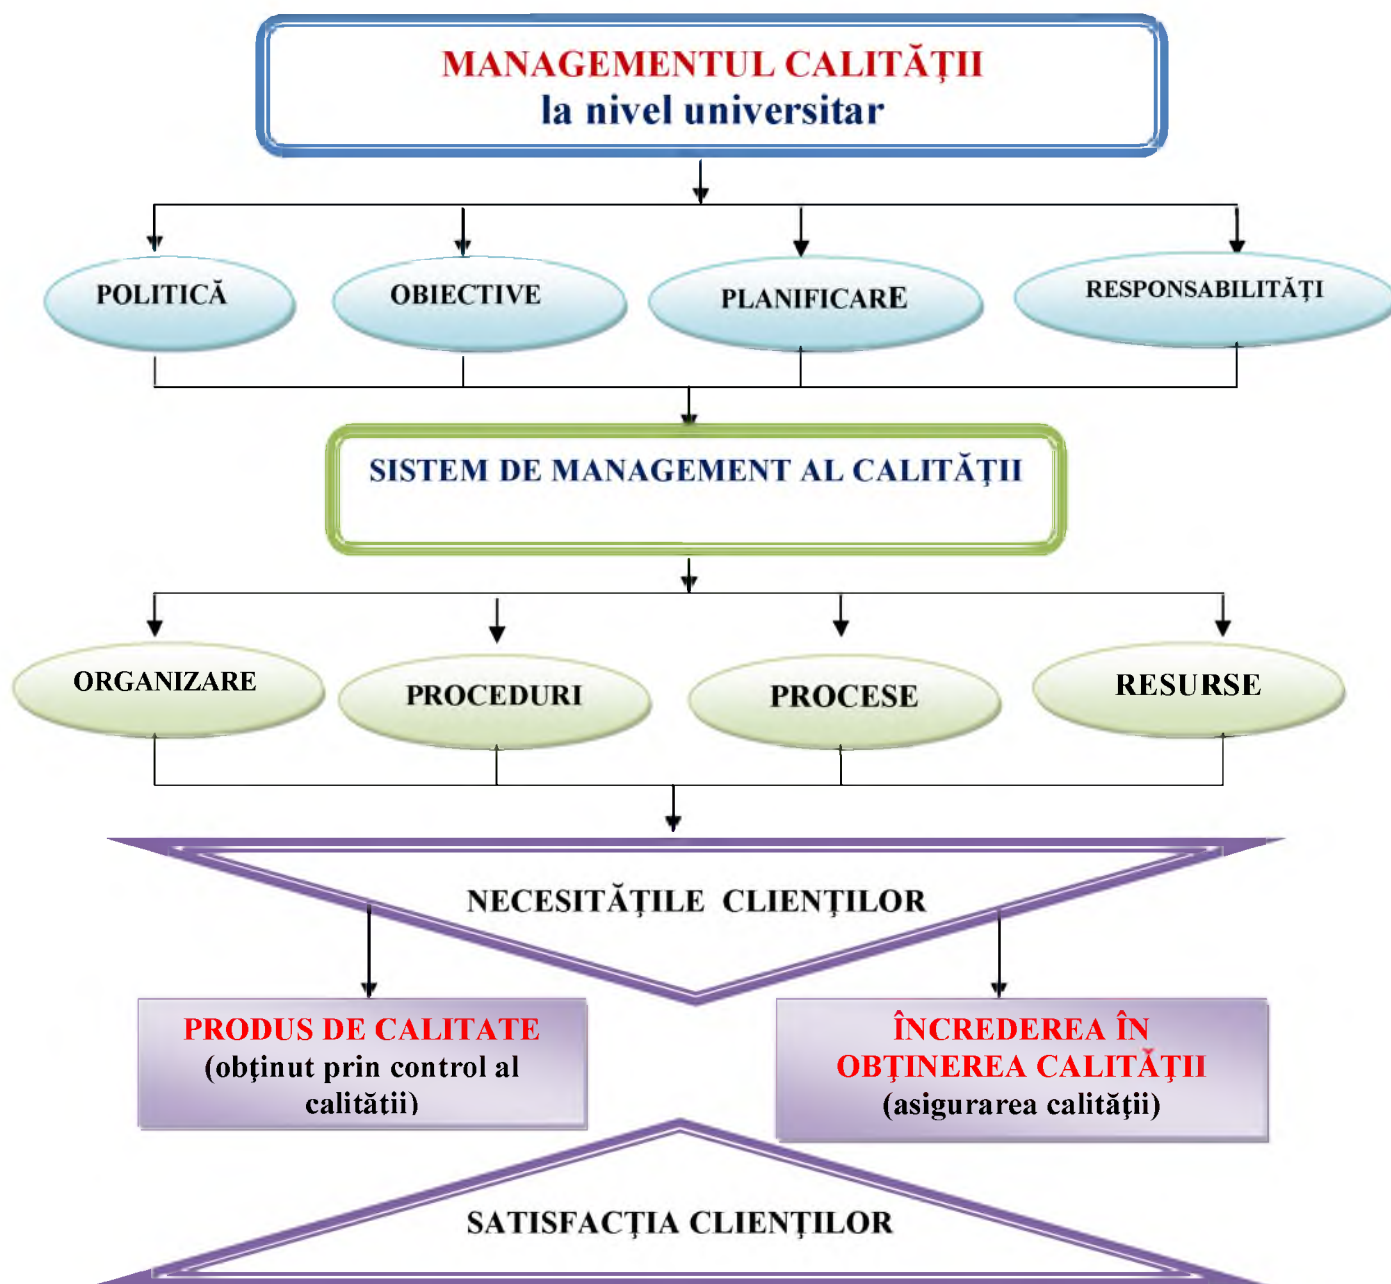 MANAGEMENTUL CALITĂŢII
la nivel universitar
POLITICĂ
OBIECTIVE
PLANIFICARE
RESPONSABILITĂŢI
SISTEM DE MANAGEMENT AL CALITĂŢII
ORGANIZARE
PROCEDURI
PROCESE
RESURSE
NECESITĂŢILE CLIENŢILOR
PRODUS DE CALITATE
(obţinut prin control al
calităţii)
ÎNCREDEREA ÎN
OBŢINEREA CALITĂŢII
(asigurarea calităţii)
SATISFACŢIA CLIENŢILOR